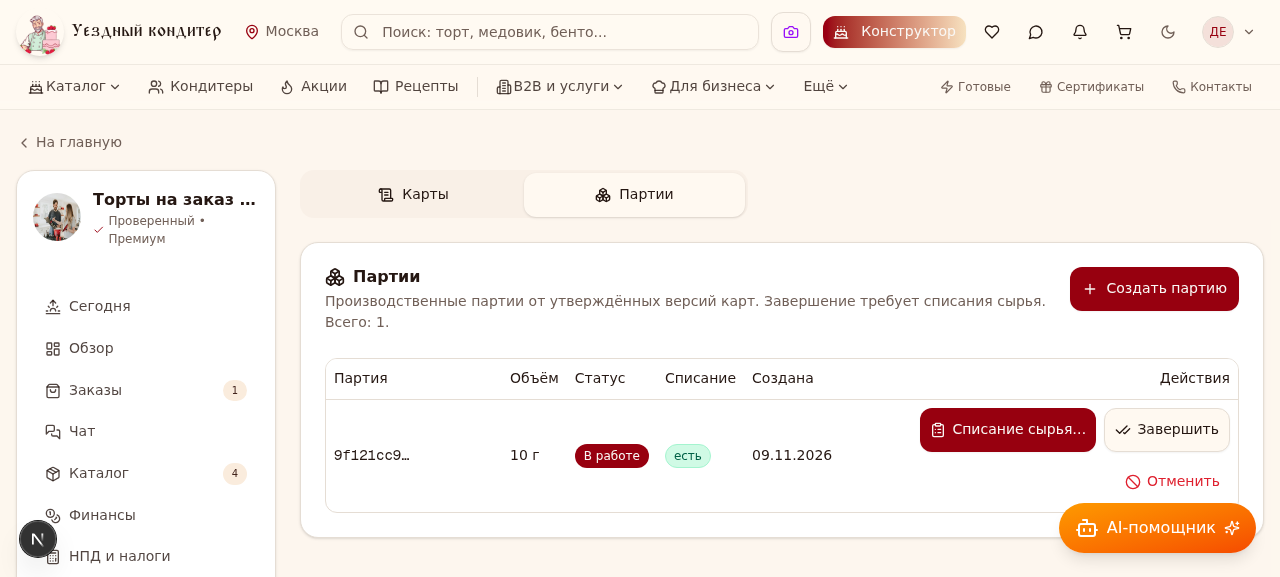 Уездный кондитер
Москва
Поиск: торт, медовик, бенто...
Конструктор
ДЕ
Каталог
Кондитеры
Акции
Рецепты
B2B и услуги
Для бизнеса
Ещё
Готовые
Сертификаты
Контакты
На главную
Торты на заказ ...
Проверенный •
Премиум
Сегодня
Обзор
Заказы 1
Чат
Каталог 4
Финансы
НПД и налоги
Карты
Партии
Партии
Производственные партии от утверждённых версий карт. Завершение требует списания сырья.
Всего: 1.
Создать партию
Партия Объём Статус Списание Создана Действия
9f121cc9… 10 г В работе есть 09.11.2026
Списание сырья…
Завершить
Отменить
N
AI-помощник